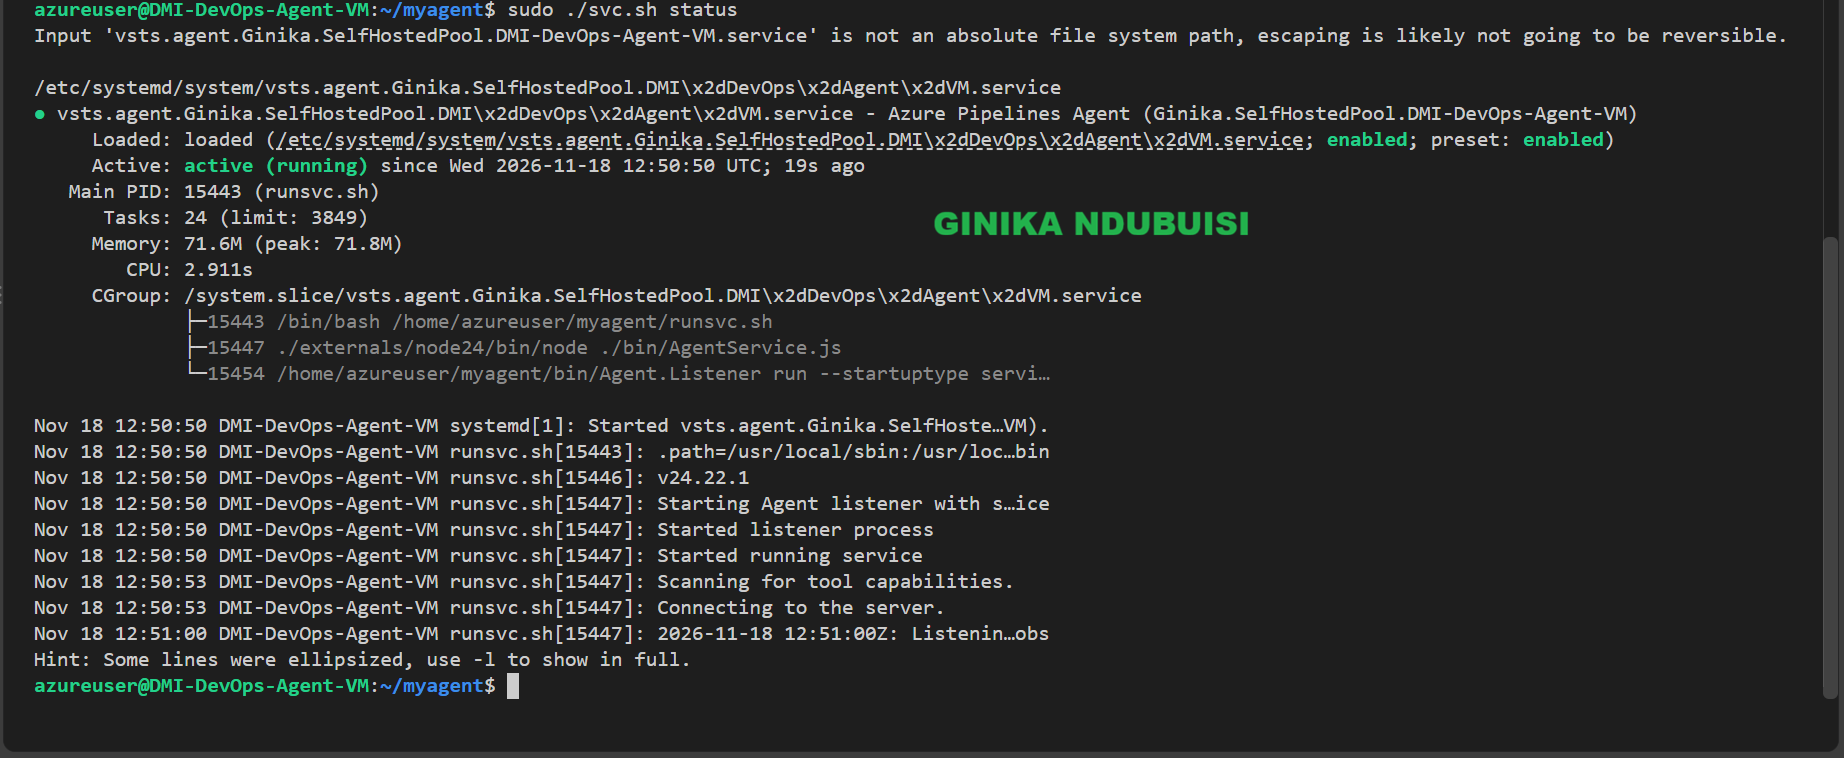 azureuser@DMI-DevOps-Agent-VM:~/myagent$ sudo ./svc.sh status
Input 'vsts.agent.Ginika.SelfHostedPool.DMI-DevOps-Agent-VM.service' is not an absolute file system path, escaping is likely not going to be reversible.
/etc/systemd/system/vsts.agent.Ginika.SelfHostedPool.DMI\x2dDevOps\x2dAgent\x2dVM.service
● vsts.agent.Ginika.SelfHostedPool.DMI\x2dDevOps\x2dAgent\x2dVM.service - Azure Pipelines Agent (Ginika.SelfHostedPool.DMI-DevOps-Agent-VM)
Loaded: loaded (/etc/systemd/system/vsts.agent.Ginika.SelfHostedPool.DMI\x2dDevOps\x2dAgent\x2dVM.service; enabled; preset: enabled)
Active: active (running) since Wed 2026-11-18 12:50:50 UTC; 19s ago
Main PID: 15443 (runsvc.sh)
Tasks: 24 (limit: 3849)
GINIKA NDUBUISI
Memory: 71.6M (peak: 71.8M)
CPU: 2.911s
CGroup: /system.slice/vsts.agent.Ginika.SelfHostedPool.DMI\x2dDevOps\x2dAgent\x2dVM.service
├─15443 /bin/bash /home/azureuser/myagent/runsvc.sh
├─15447 ./externals/node24/bin/node ./bin/AgentService.js
└─15454 /home/azureuser/myagent/bin/Agent.Listener run --startuptype servi…
Nov 18 12:50:50 DMI-DevOps-Agent-VM systemd[1]: Started vsts.agent.Ginika.SelfHoste…VM).
Nov 18 12:50:50 DMI-DevOps-Agent-VM runsvc.sh[15443]: .path=/usr/local/sbin:/usr/loc…bin
Nov 18 12:50:50 DMI-DevOps-Agent-VM runsvc.sh[15446]: v24.22.1
Nov 18 12:50:50 DMI-DevOps-Agent-VM runsvc.sh[15447]: Starting Agent listener with s…ice
Nov 18 12:50:50 DMI-DevOps-Agent-VM runsvc.sh[15447]: Started listener process
Nov 18 12:50:50 DMI-DevOps-Agent-VM runsvc.sh[15447]: Started running service
Nov 18 12:50:53 DMI-DevOps-Agent-VM runsvc.sh[15447]: Scanning for tool capabilities.
Nov 18 12:50:53 DMI-DevOps-Agent-VM runsvc.sh[15447]: Connecting to the server.
Nov 18 12:51:00 DMI-DevOps-Agent-VM runsvc.sh[15447]: 2026-11-18 12:51:00Z: Listenin…obs
Hint: Some lines were ellipsized, use -l to show in full.
azureuser@DMI-DevOps-Agent-VM:~/myagent$